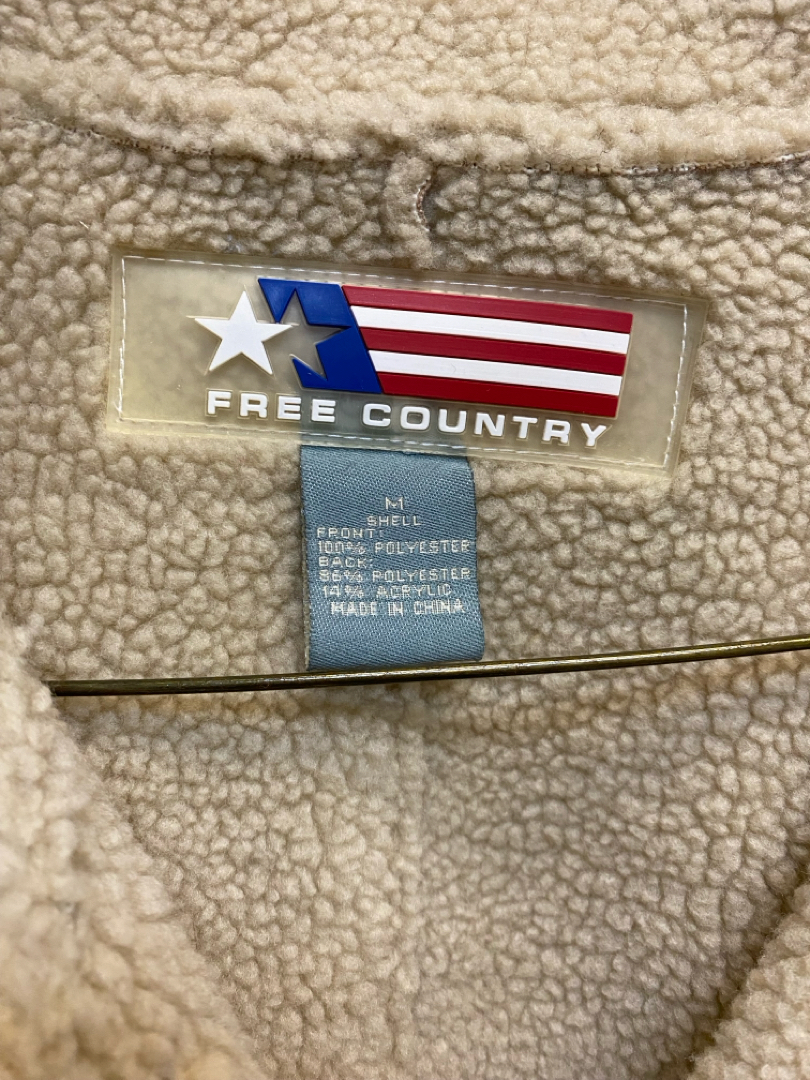 FREE COUNTRY
M
SHELL
FRONT:
100% POLYESTER
BACK:
86% POLYESTER
14% ACRYLIC
MADE IN CHINA